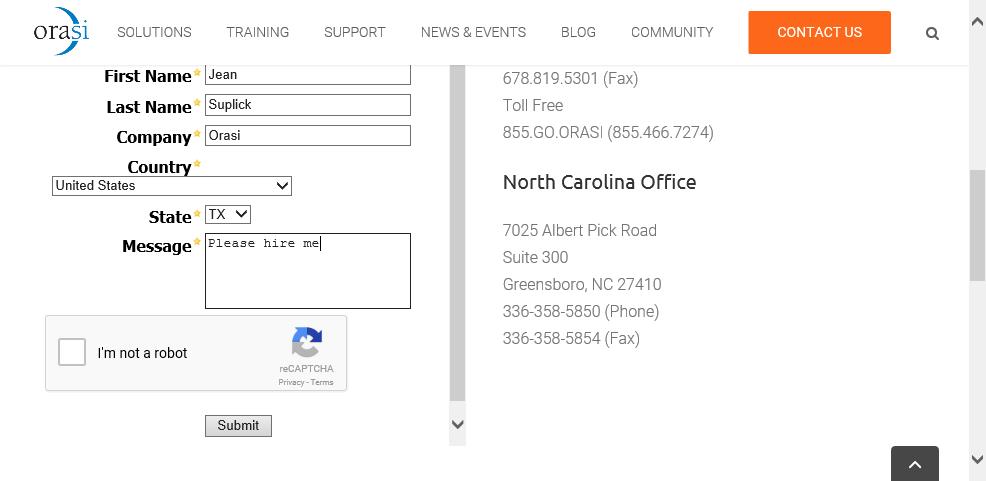 orasi
SOLUTIONS
TRAINING
SUPPORT
NEWS & EVENTS
BLOG
COMMUNITY
CONTACT US
First Name
Jean
Last Name
Suplick
Company
Orasi
Country
United States
State
TX
Message
Please hire me
I'm not a robot
reCAPTCHA
Privacy - Terms
Submit
678.819.5301 (Fax)
Toll Free
855.GO.ORASI (855.466.7274)
North Carolina Office
7025 Albert Pick Road
Suite 300
Greensboro, NC 27410
336-358-5850 (Phone)
336-358-5854 (Fax)